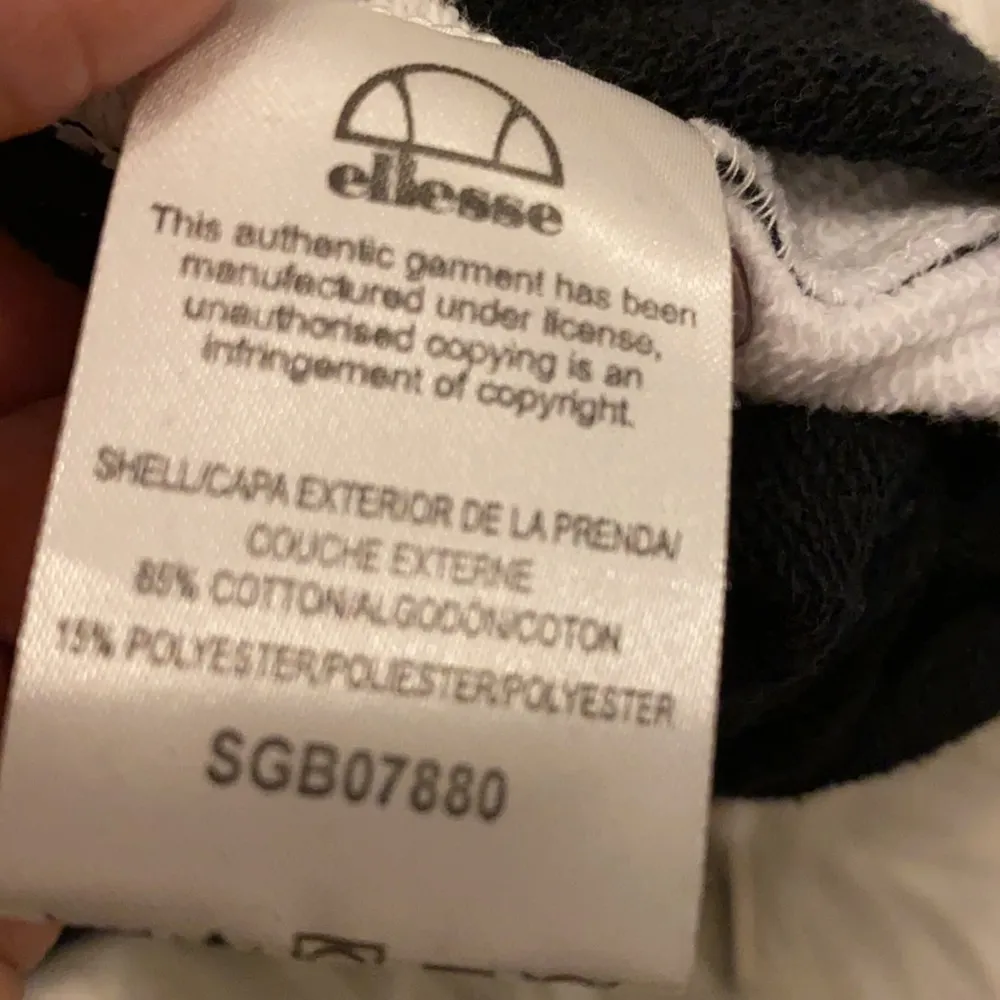 ellesse
This authentic garment has been
manufactured under license,
unauthorised copying is an
infringement of copyright.
SHELL/CAPA EXTERIOR DE LA PRENDA/
COUCHE EXTERNE
85% COTTON/ALGODÓN/COTON
15% POLYESTER/POLIESTER/POLYESTER
SGB07880